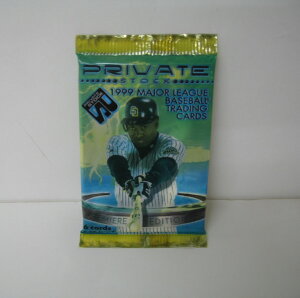 PRIVATE
STOCK
1999 MAJOR LEAGUE
BASEBALL
TRADING
CARDS
PREMIERE EDITION
6 cards